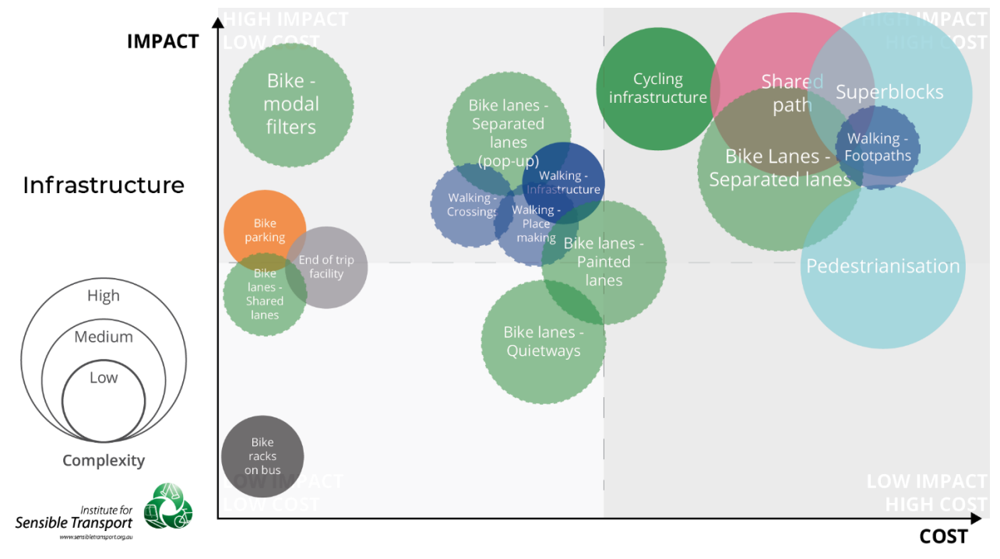 HIGH IMPACT
LOW COST
HIGH IMPACT
HIGH COST
IMPACT
Bike -
modal
filters
Bike lanes -
Separated
lanes
(pop-up)
Cycling
infrastructure
Shared
path
Superblocks
Walking -
Footpaths
Bike Lanes -
Separated lanes
Walking -
Infrastructure
Walking -
Crossings
Walking -
Place
making
Infrastructure
Bike
parking
End of trip
facility
Bike
lanes -
Shared
lanes
Bike lanes -
Painted
lanes
Pedestrianisation
Bike lanes -
Quietways
High
Medium
Low
Complexity
Bike
racks
on bus
LOW IMPACT
LOW COST
LOW IMPACT
HIGH COST
COST
Institute for
Sensible Transport
www.sensibletransport.org.au